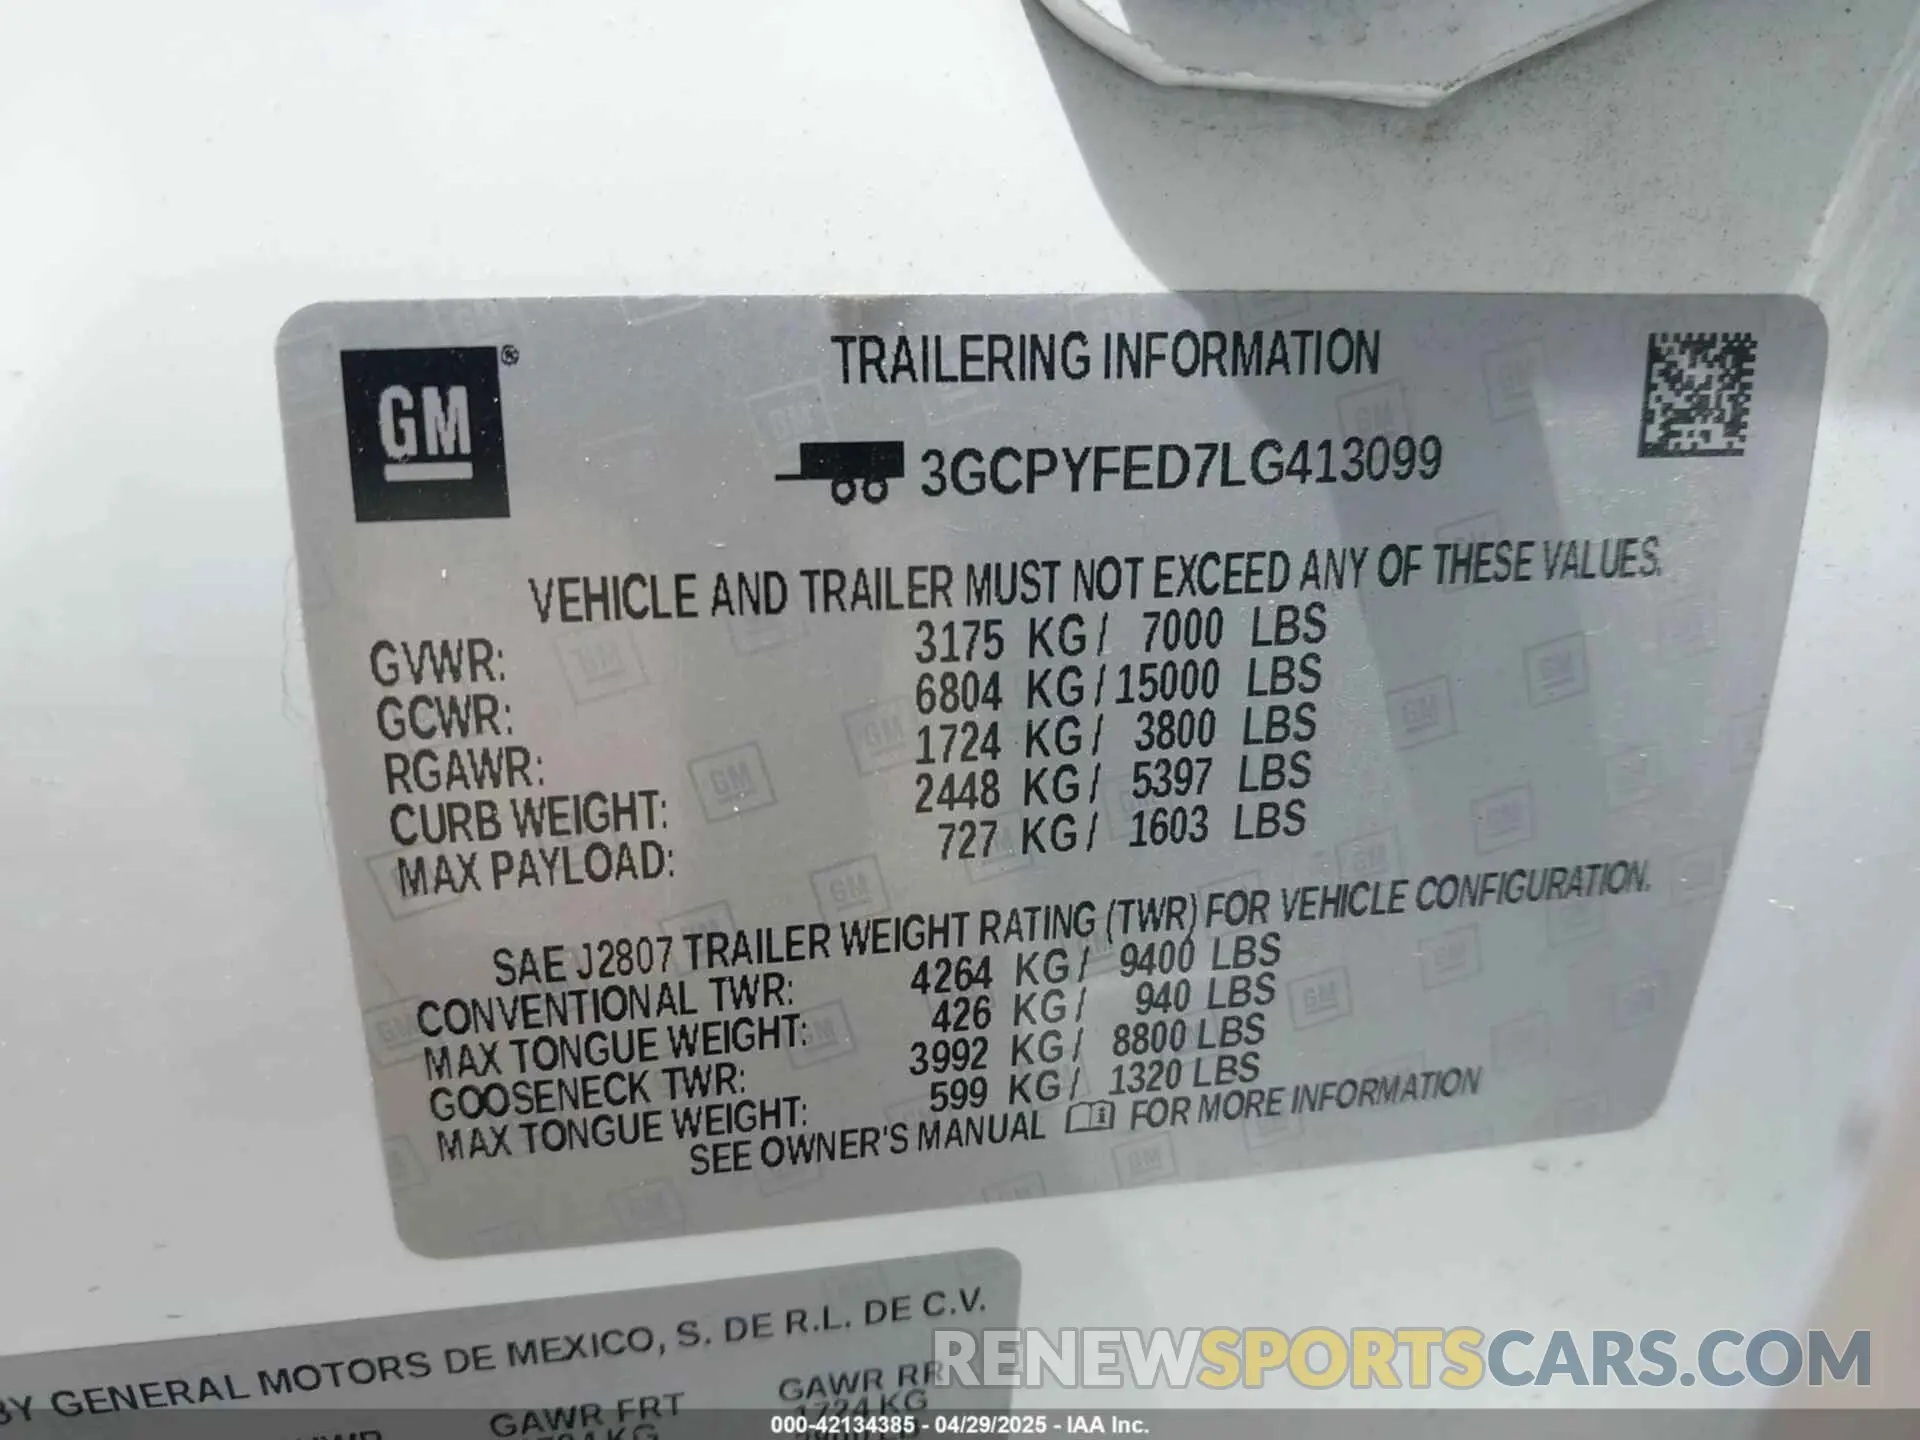 GM ®
TRAILERING INFORMATION
3GCPYFED7LG413099
VEHICLE AND TRAILER MUST NOT EXCEED ANY OF THESE VALUES.
GVWR: 3175 KG/ 7000 LBS
GCWR: 6804 KG/15000 LBS
RGAWR: 1724 KG/ 3800 LBS
CURB WEIGHT: 2448 KG/ 5397 LBS
MAX PAYLOAD: 727 KG/ 1603 LBS
SAE J2807 TRAILER WEIGHT RATING (TWR) FOR VEHICLE CONFIGURATION.
CONVENTIONAL TWR: 4264 KG/ 9400 LBS
MAX TONGUE WEIGHT: 426 KG/ 940 LBS
GOOSENECK TWR: 3992 KG/ 8800 LBS
MAX TONGUE WEIGHT: 599 KG/ 1320 LBS
SEE OWNER'S MANUAL FOR MORE INFORMATION
BY GENERAL MOTORS DE MEXICO, S. DE R.L. DE C.V.
GAWR FRT GAWR RR
1724 KG
RENEWSPORTSCARS.COM
000-42134385 - 04/29/2025 - IAA Inc.